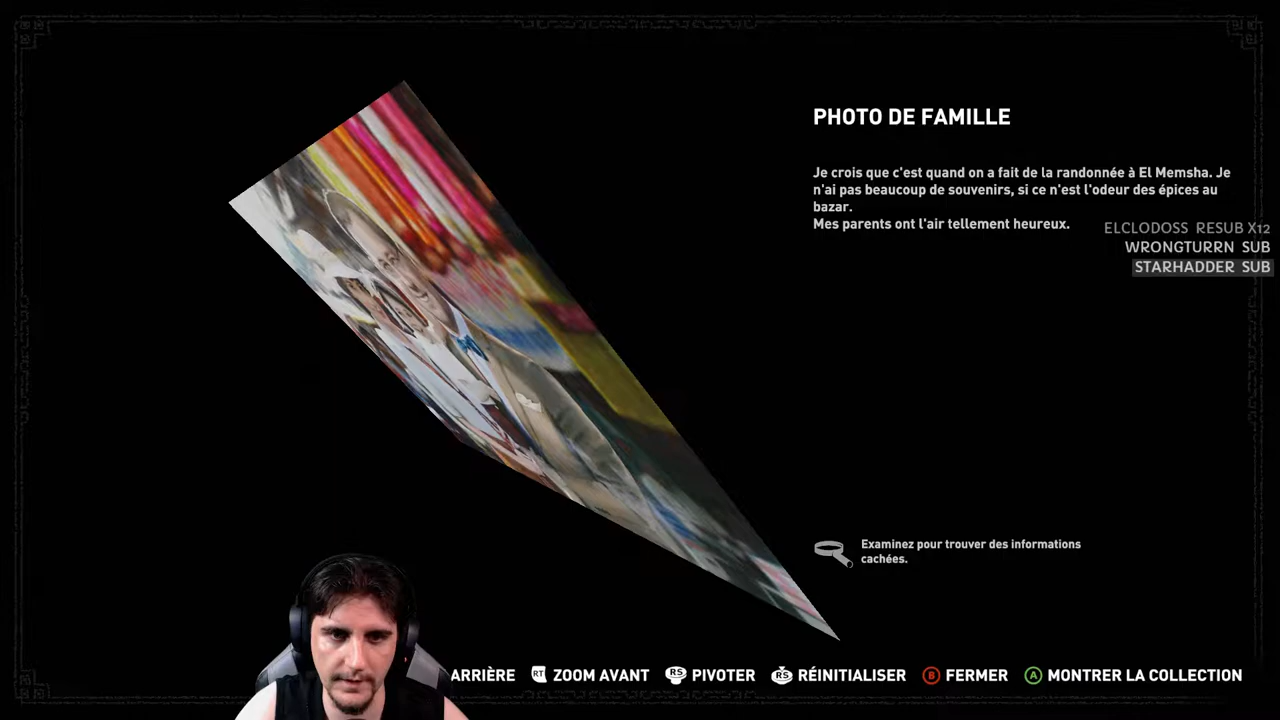 PHOTO DE FAMILLE
Je crois que c'est quand on a fait de la randonnée à El Memsha. Je
n'ai pas beaucoup de souvenirs, si ce n'est l'odeur des épices au
bazar.
Mes parents ont l'air tellement heureux.
ELCLODOSS RESUB X12
WRONGTURRN SUB
STARHADDER SUB
Examinez pour trouver des informations
cachées.
ARRIÈRE RT ZOOM AVANT RS PIVOTER RS RÉINITIALISER B FERMER A MONTRER LA COLLECTION